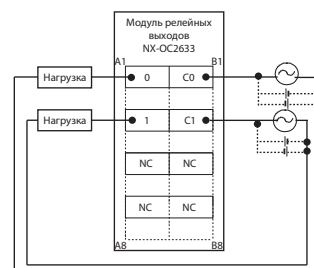 Модуль релейных
выходов
NX-OC2633
A1 B1
Нагрузка 0 C0
Нагрузка 1 C1
NC NC
NC NC
A8 B8